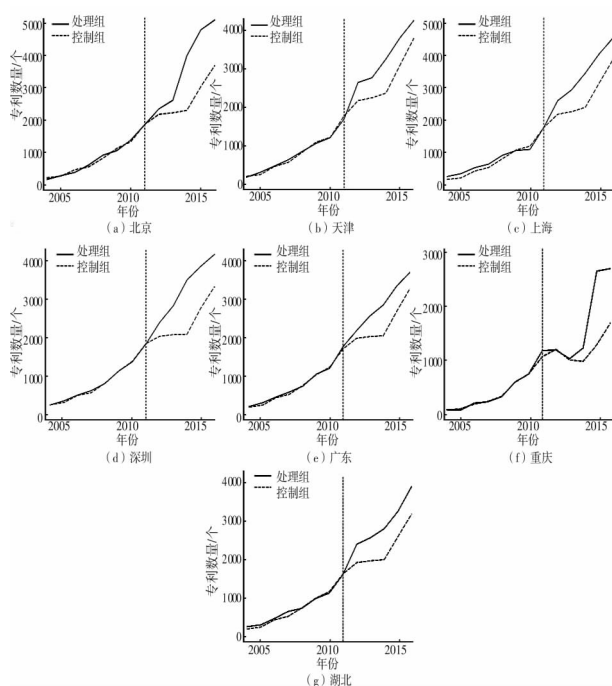 5000
4000
3000
2000
1000
0
处理组
控制组
专利数量/个
2005
2010
2015
年份
（a）北京
4000
3000
2000
1000
0
处理组
控制组
专利数量/个
2005
2010
2015
年份
（b）天津
5000
4000
3000
2000
1000
0
处理组
控制组
专利数量/个
2005
2010
2015
年份
（c）上海
4000
3000
2000
1000
0
处理组
控制组
专利数量/个
2005
2010
2015
年份
（d）深圳
4000
3000
2000
1000
0
处理组
控制组
专利数量/个
2005
2010
2015
年份
（e）广东
3000
2000
1000
0
处理组
控制组
专利数量/个
2005
2010
2015
年份
（f）重庆
4000
3000
2000
1000
0
处理组
控制组
专利数量/个
2005
2010
2015
年份
（g）湖北